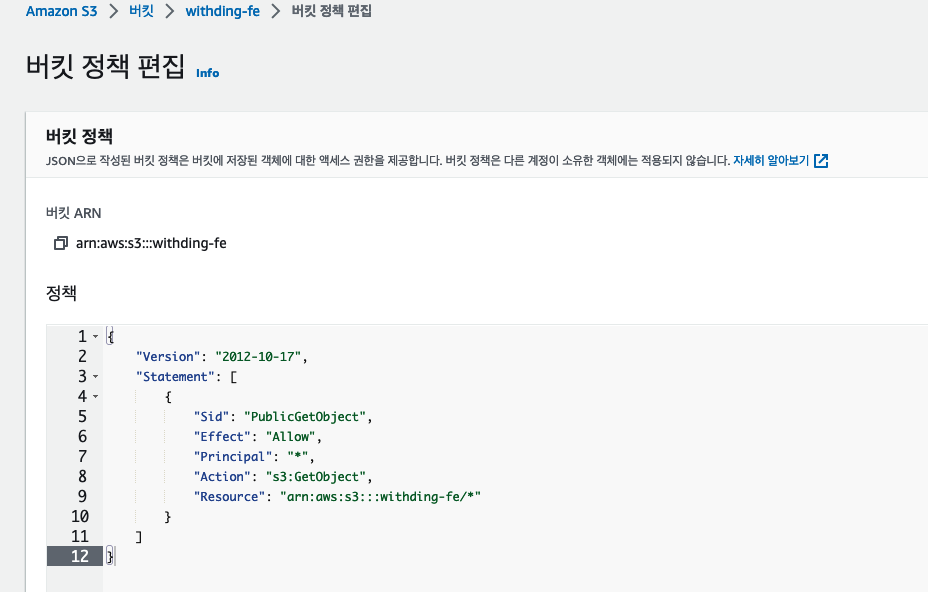 Amazon S3 > 버킷 > withding-fe > 버킷 정책 편집
버킷 정책 편집 Info
버킷 정책
JSON으로 작성된 버킷 정책은 버킷에 저장된 객체에 대한 액세스 권한을 제공합니다. 버킷 정책은 다른 계정이 소유한 객체에는 적용되지 않습니다. 자세히 알아보기
버킷 ARN
arn:aws:s3:::withding-fe
정책
1 {
2     "Version": "2012-10-17",
3     "Statement": [
4         {
5             "Sid": "PublicGetObject",
6             "Effect": "Allow",
7             "Principal": "*",
8             "Action": "s3:GetObject",
9             "Resource": "arn:aws:s3:::withding-fe/*"
10         }
11     ]
12 }